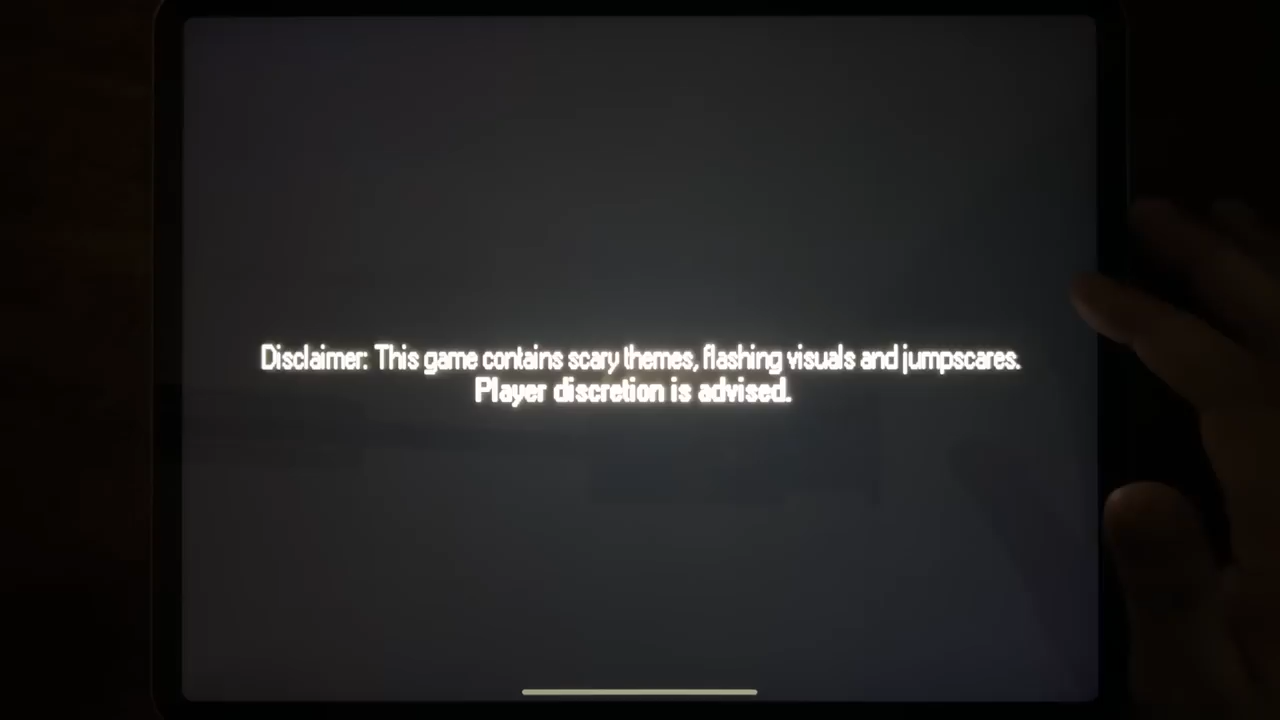 Disclaimer: This game contains scary themes, flashing visuals and jumpscares.
Player discretion is advised.